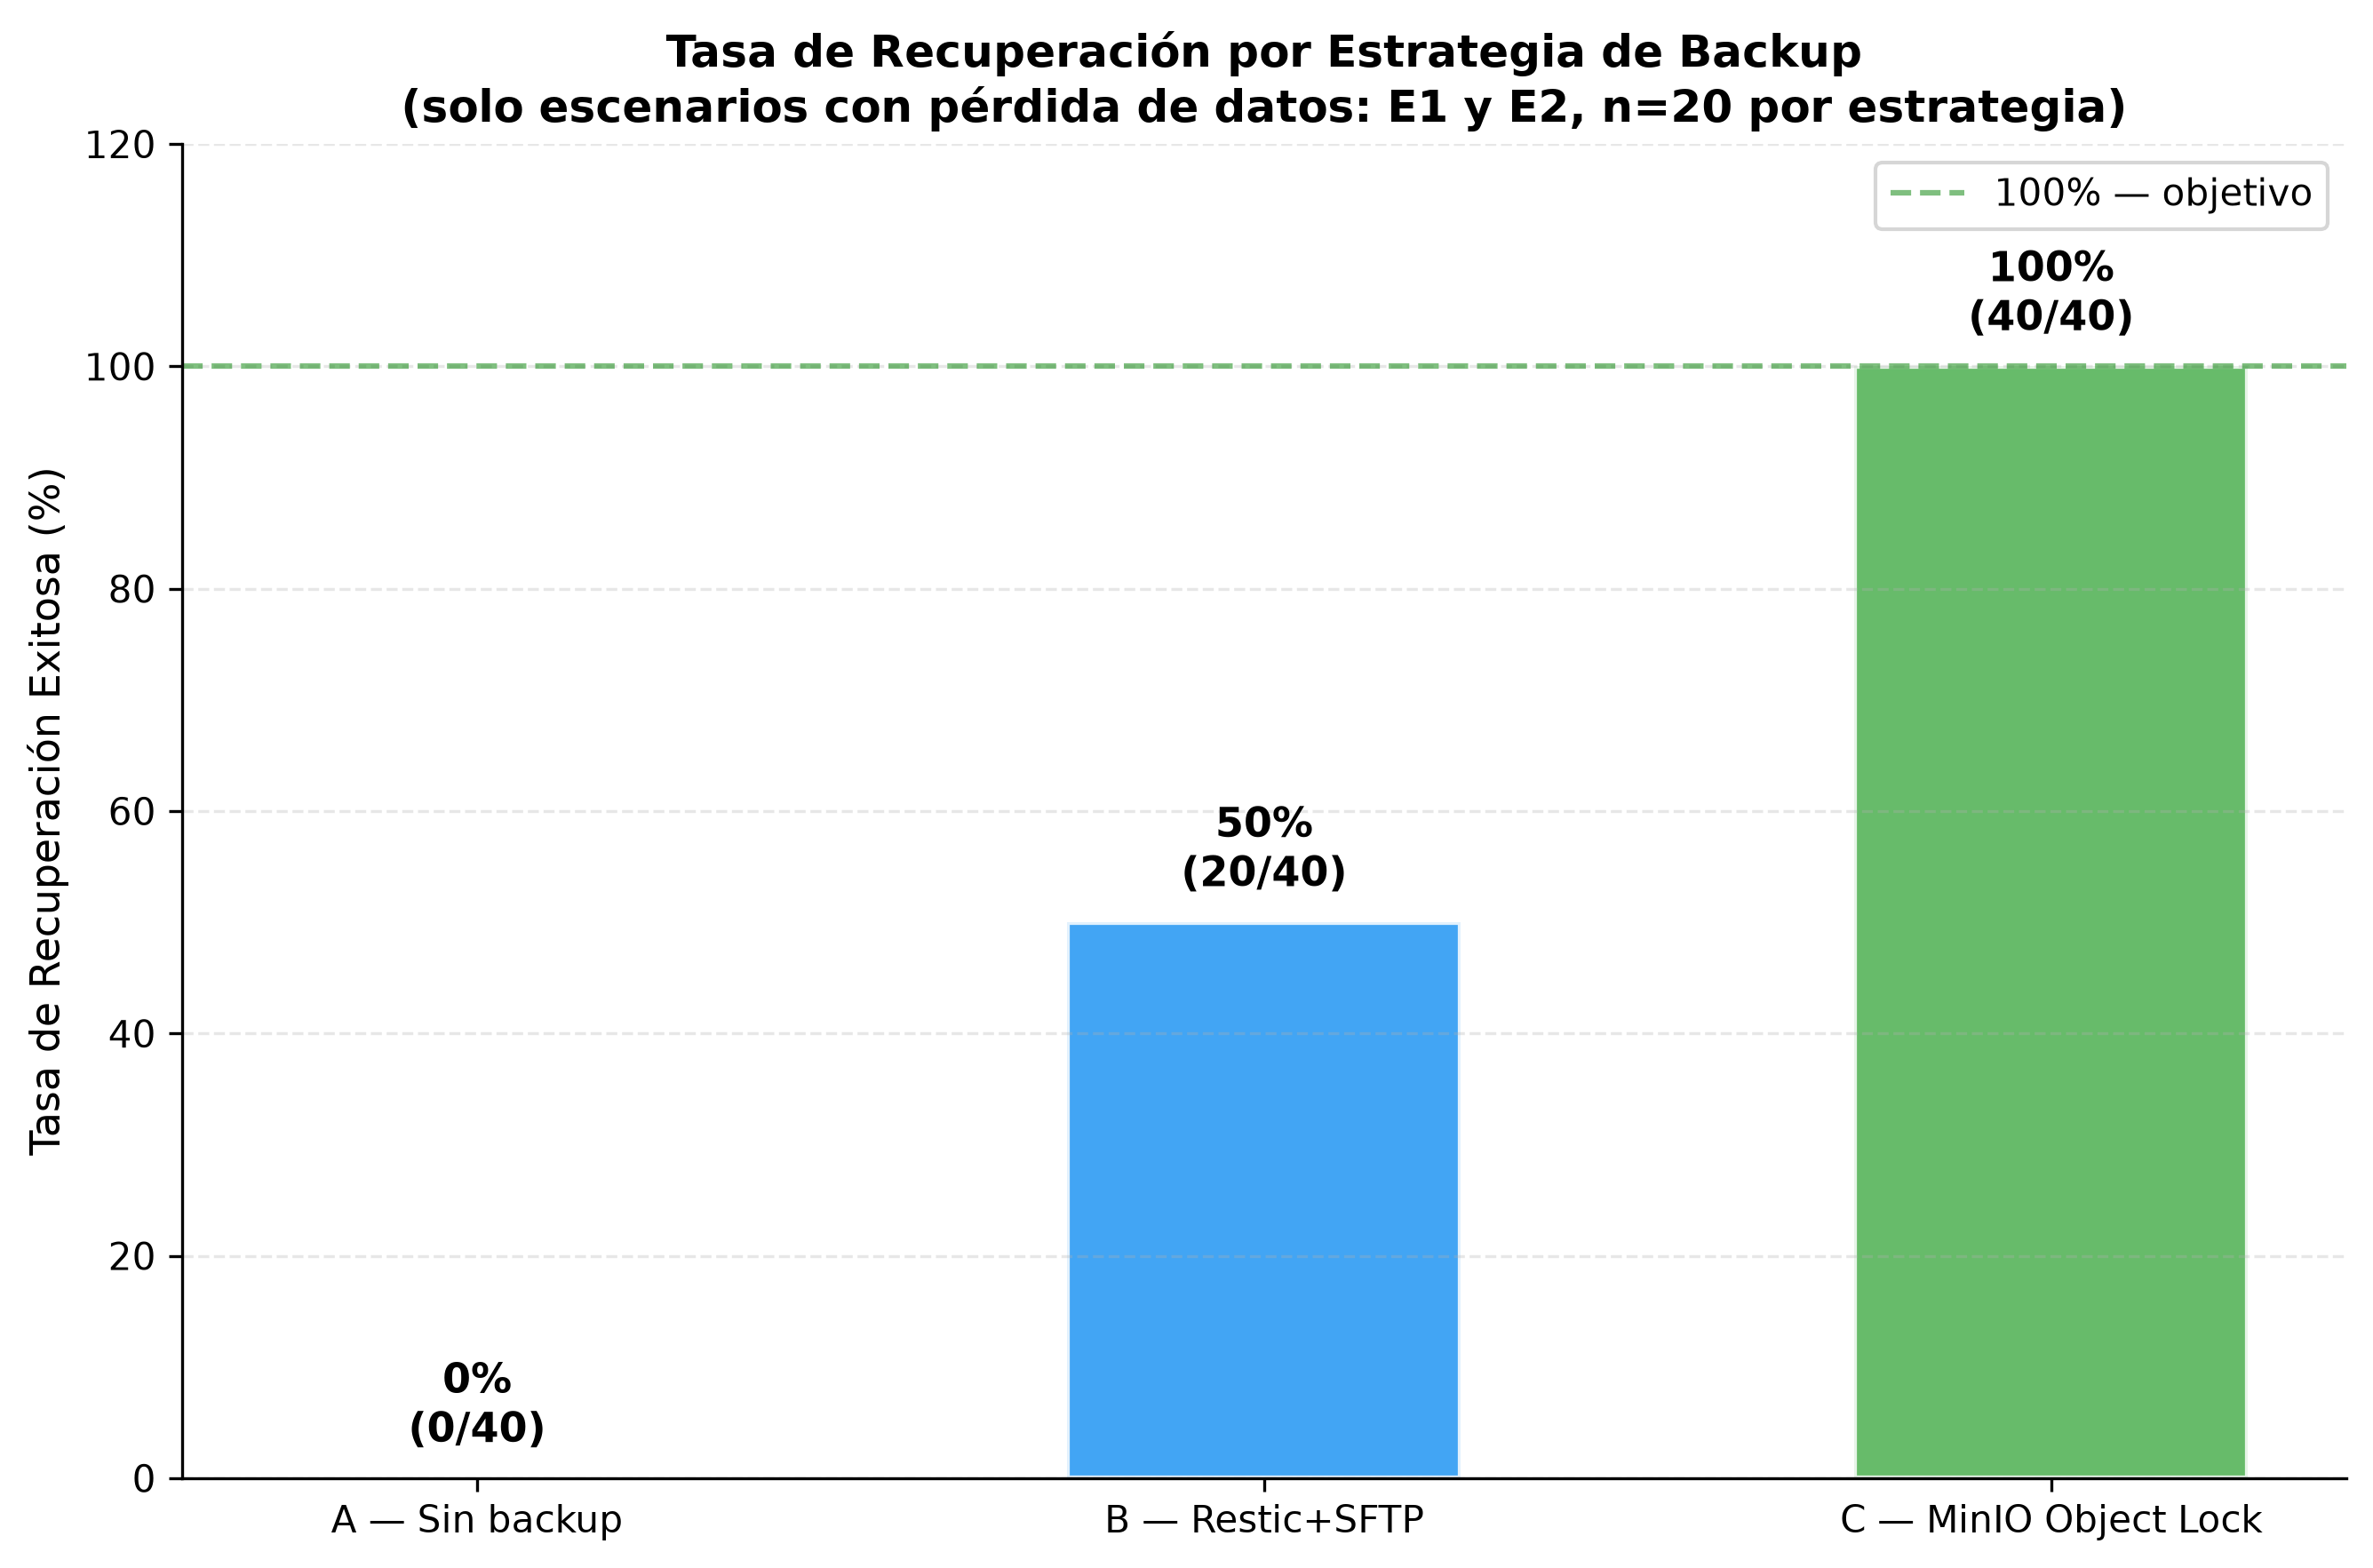 Tasa de Recuperación por Estrategia de Backup
(solo escenarios con pérdida de datos: E1 y E2, n=20 por estrategia)
120
100% — objetivo
100%
(40/40)
100
80
Tasa de Recuperación Exitosa (%)
60
50%
(20/40)
40
20
0%
(0/40)
0
A — Sin backup
B — Restic+SFTP
C — MinIO Object Lock